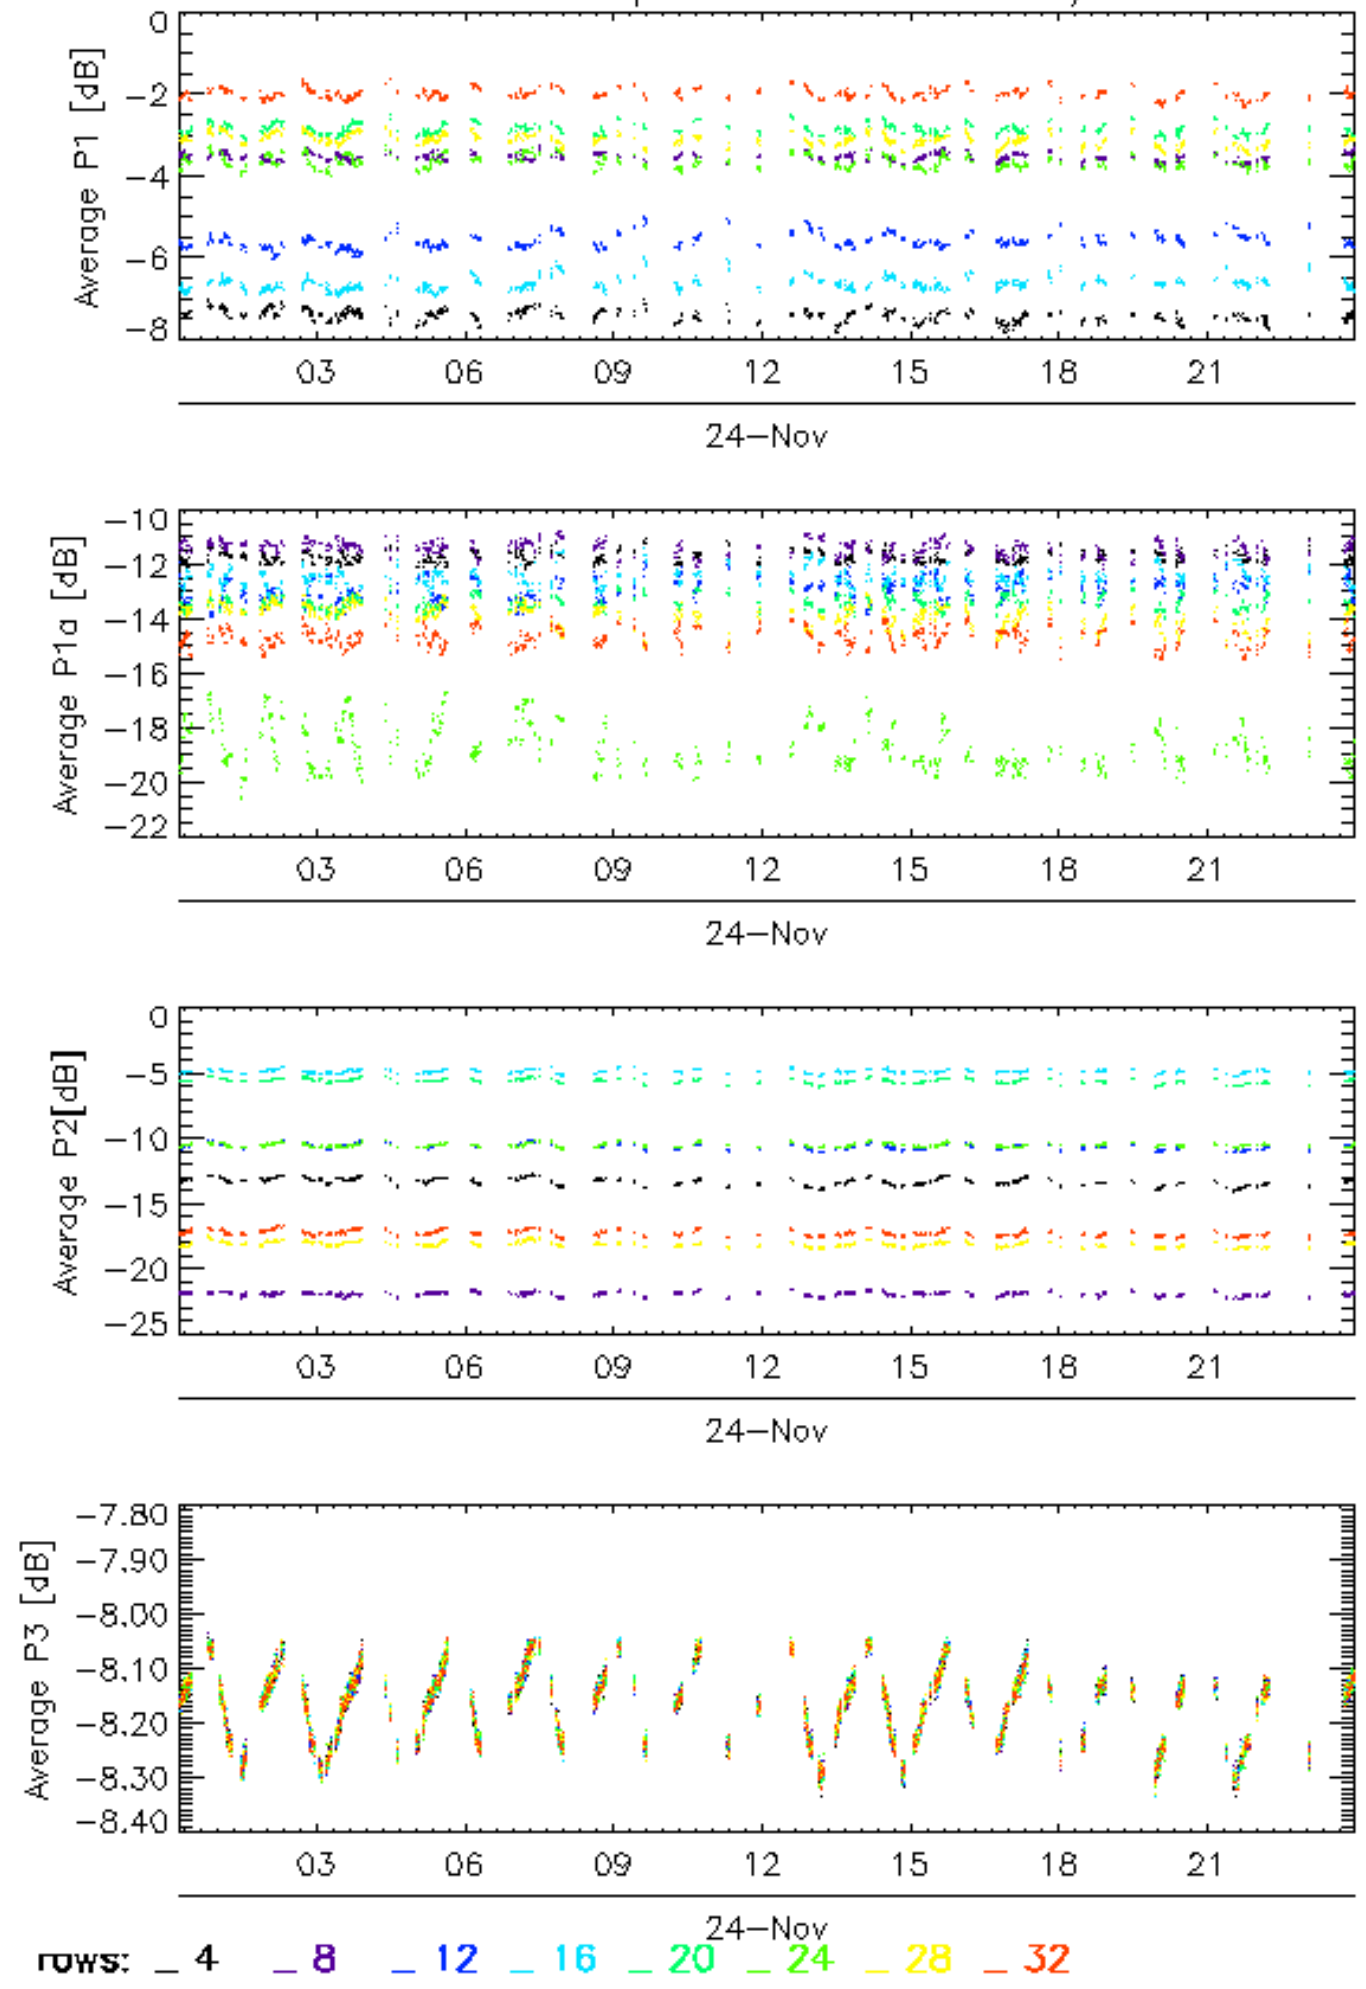 0
−2
−4
−6
−8
Average P1 [dB]
03 06 09 12 15 18 21
24−Nov
−10
−12
−14
−16
−18
−20
−22
Average P1a [dB]
03 06 09 12 15 18 21
24−Nov
0
−5
−10
−15
−20
−25
Average P2[dB]
03 06 09 12 15 18 21
24−Nov
−7.80
−7.90
−8.00
−8.10
−8.20
−8.30
−8.40
Average P3 [dB]
03 06 09 12 15 18 21
24−Nov
rows: _ 4 _ 8 _ 12 _ 16 _ 20 _ 24 _ 28 _ 32